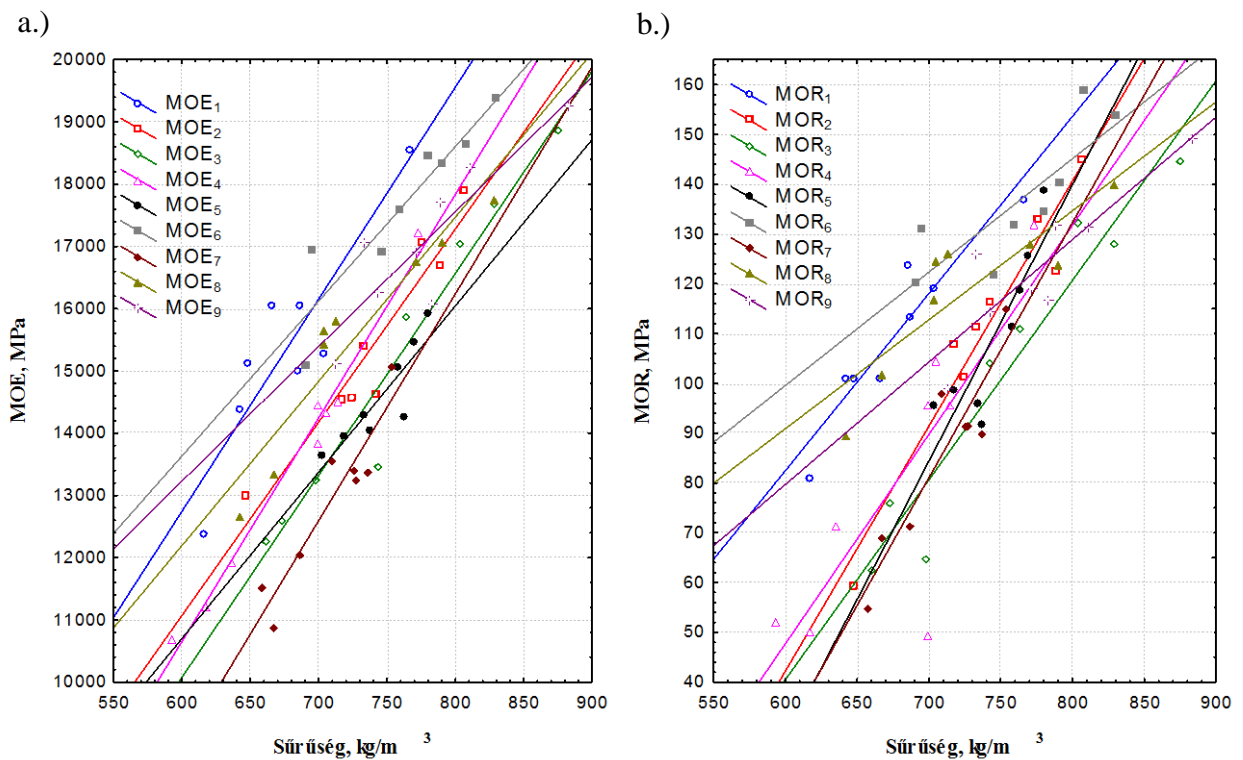 a.)
b.)
20000
19000
18000
17000
16000
15000
14000
13000
12000
11000
10000
MOE, MPa
MOE1
MOE2
MOE3
MOE4
MOE5
MOE6
MOE7
MOE8
MOE9
550 600 650 700 750 800 850 900
Sűrűség, kg/m 3
160
150
140
130
120
110
100
90
80
70
60
50
40
MOR, MPa
MOR1
MOR2
MOR3
MOR4
MOR5
MOR6
MOR7
MOR8
MOR9
550 600 650 700 750 800 850 900
Sűrűség, kg/m 3